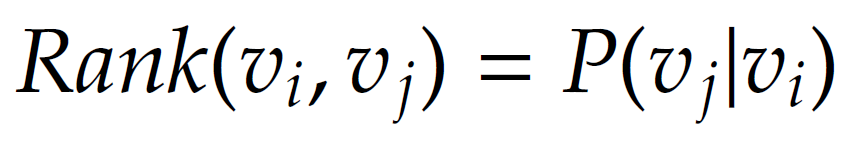 Rank(v_i, v_j) = P(v_j|v_i)